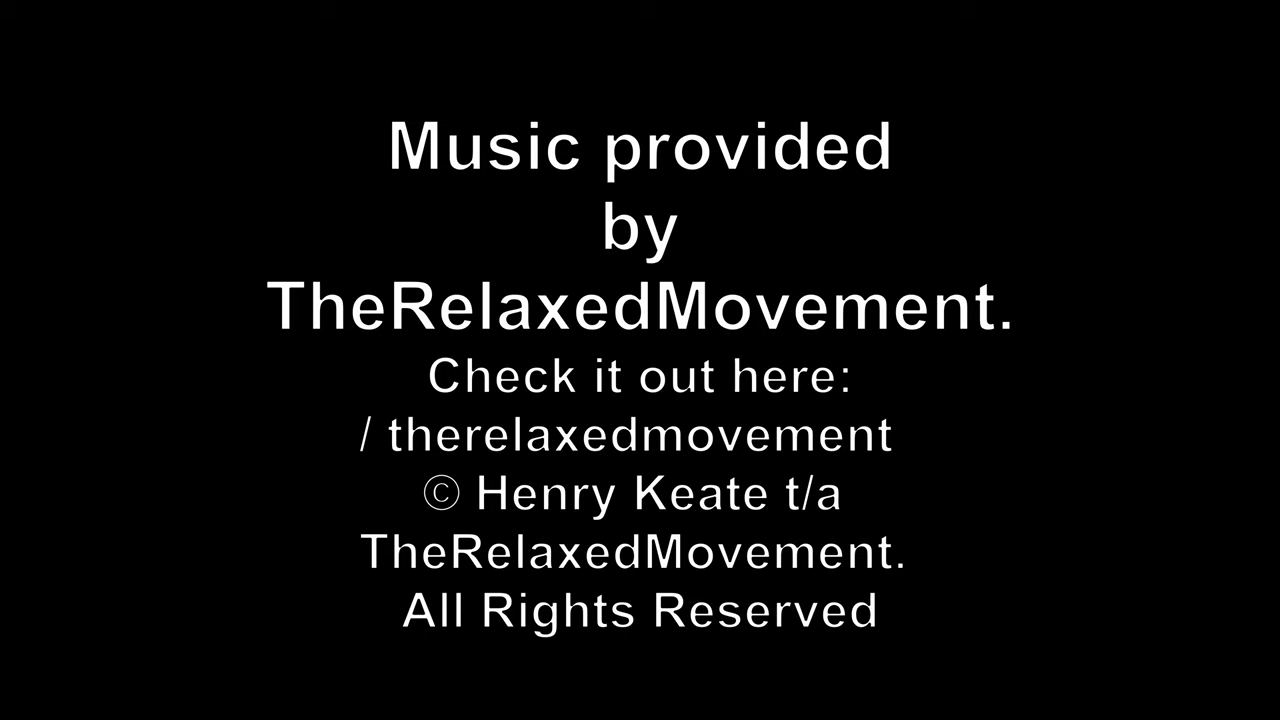 Music provided
by
TheRelaxedMovement.
Check it out here:
/ therelaxedmovement
© Henry Keate t/a
TheRelaxedMovement.
All Rights Reserved